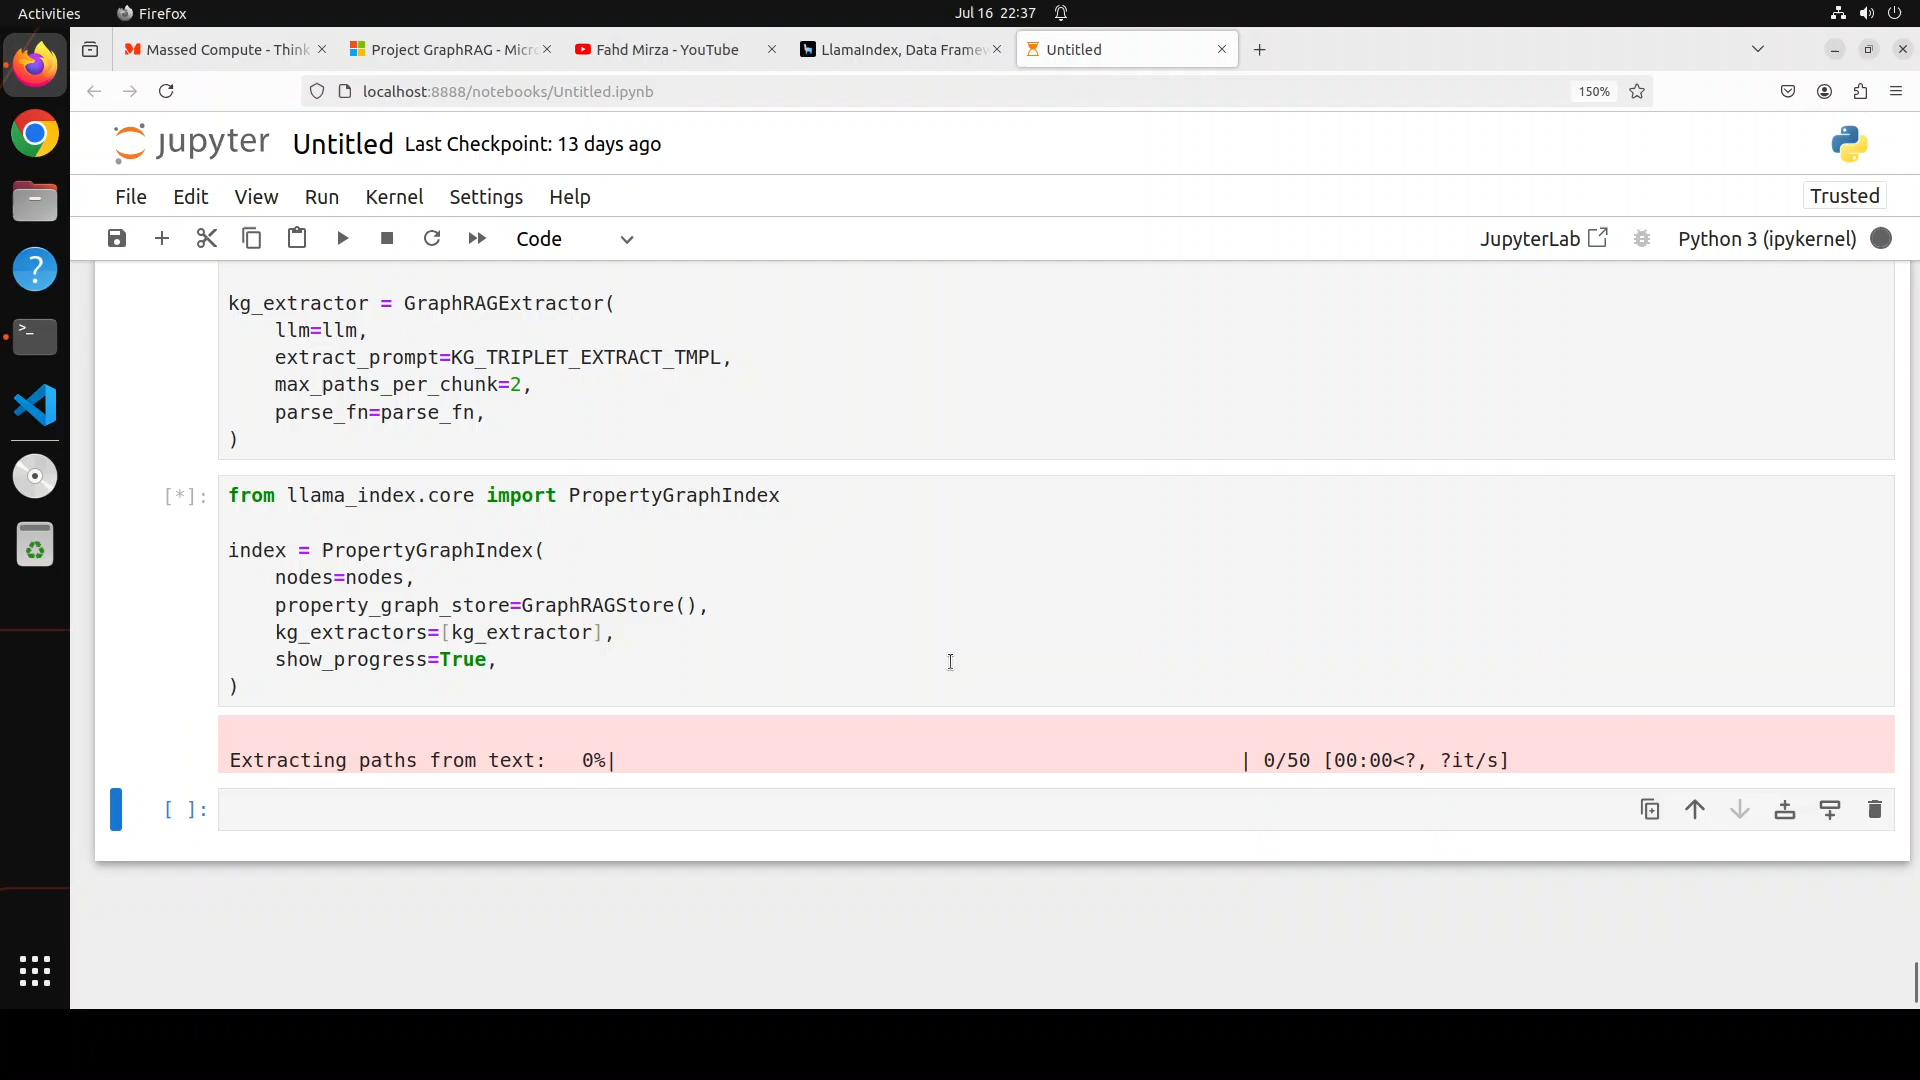 Activities Firefox Jul 16 22:37
Massed Compute - Think Project GraphRAG - Micr Fahd Mirza - YouTube LlamaIndex, Data Framew Untitled
localhost:8888/notebooks/Untitled.ipynb 150%
jupyter Untitled Last Checkpoint: 13 days ago
File Edit View Run Kernel Settings Help Trusted
Code JupyterLab Python 3 (ipykernel)
kg_extractor = GraphRAGExtractor(
    llm=llm,
    extract_prompt=KG_TRIPLET_EXTRACT_TMPL,
    max_paths_per_chunk=2,
    parse_fn=parse_fn,
)
[*]: from llama_index.core import PropertyGraphIndex
index = PropertyGraphIndex(
    nodes=nodes,
    property_graph_store=GraphRAGStore(),
    kg_extractors=[kg_extractor],
    show_progress=True,
)
Extracting paths from text:   0%| | 0/50 [00:00<?, ?it/s]
[ ]: